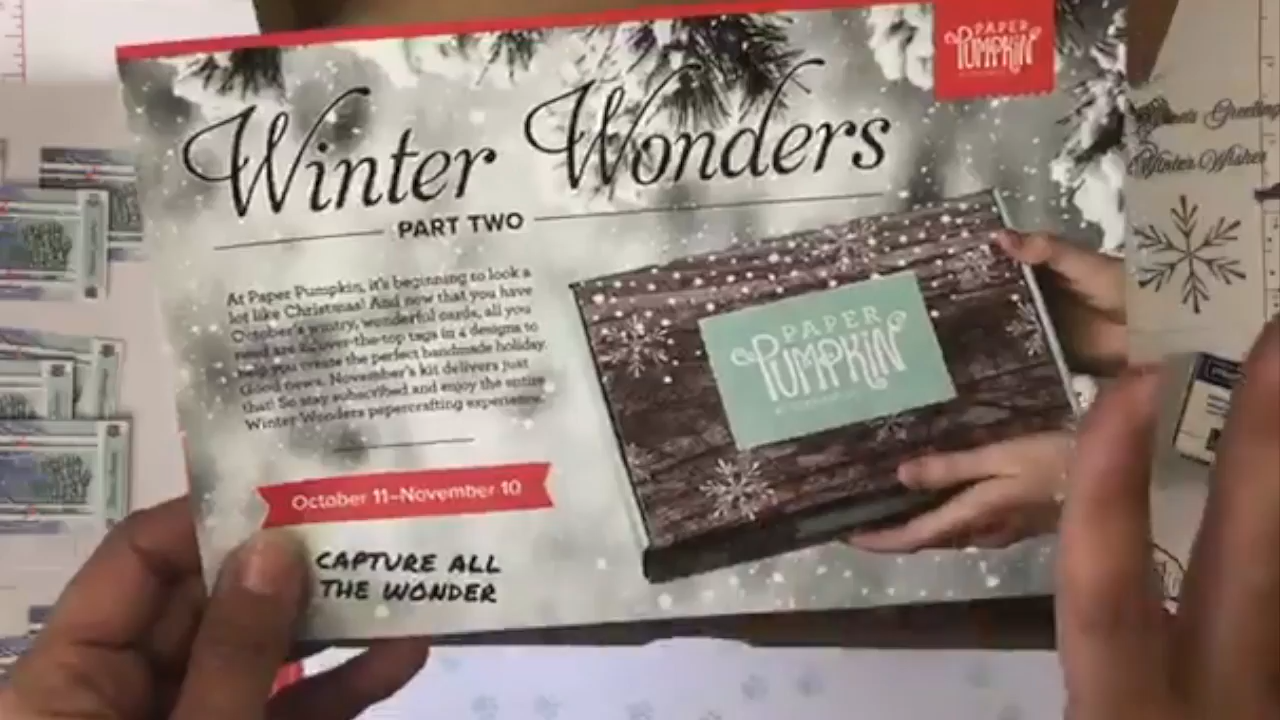 PAPER
PUMPKIN
Winter Wonders
PART TWO
At Paper Pumpkin, it's beginning to look a
lot like Christmas! And now that you have
October's wintry, wonderful cards, all you
need are over-the-top tags in 4 designs to
help you create the perfect handmade holiday.
Good news, November's kit delivers just
that! So stay subscribed and enjoy the entire
Winter Wonders papercrafting experience.
October 11–November 10
CAPTURE ALL
THE WONDER
PAPER
PUMPKIN
Greetings
Winter Wishes